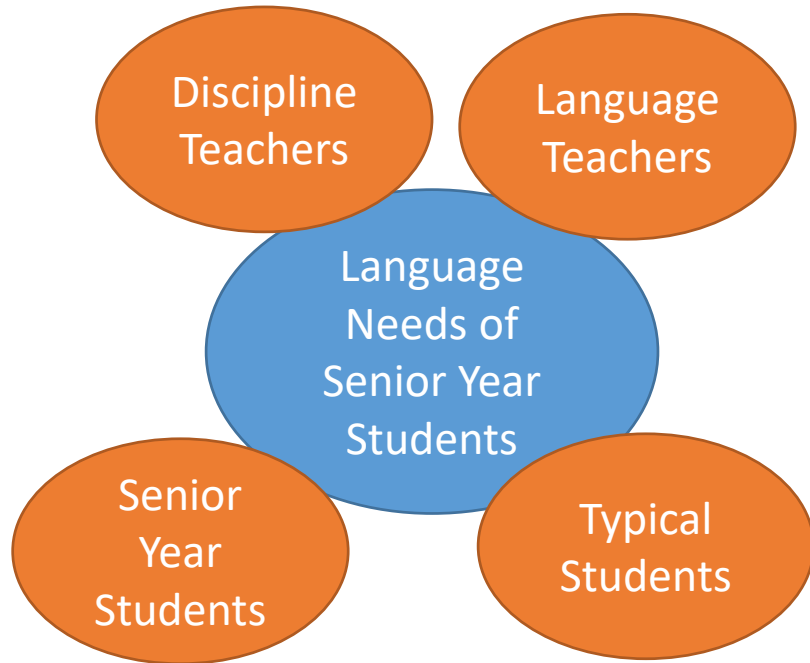 Discipline
Teachers
Language
Teachers
Language
Needs of
Senior Year
Students
Senior
Year
Students
Typical
Students